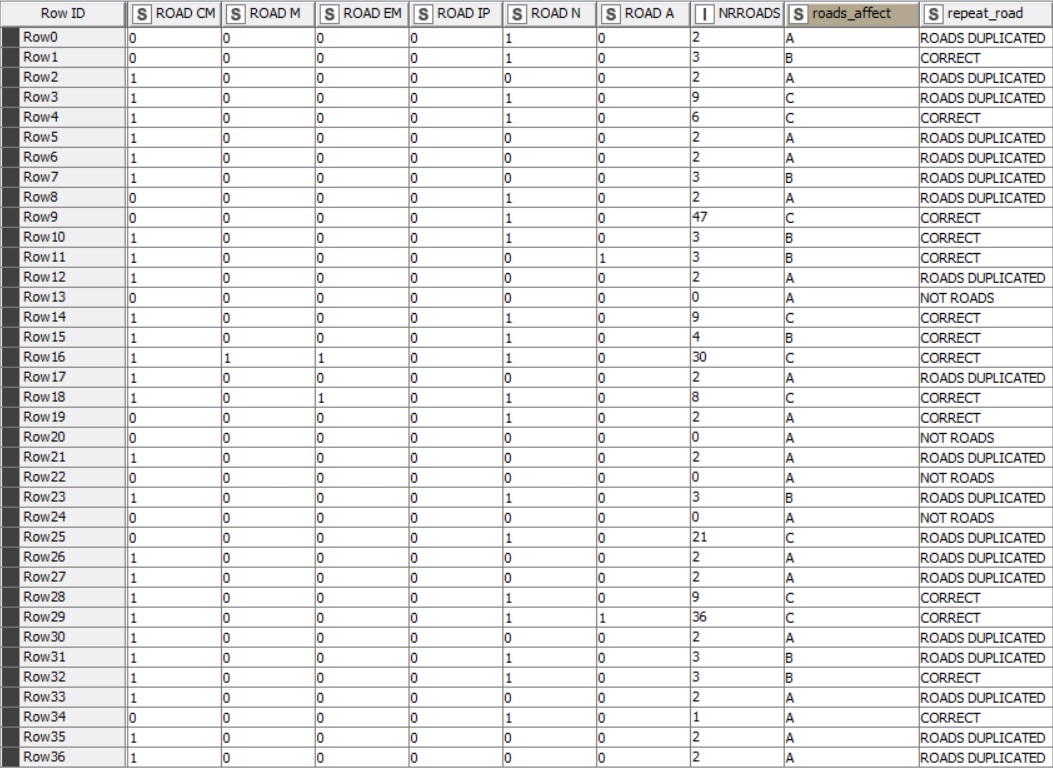 Row ID S ROAD CM S ROAD M S ROAD EM S ROAD IP S ROAD N S ROAD A I NRROADS S roads_affect S repeat_road
Row0 0 0 0 0 1 0 2 A ROADS DUPLICATED
Row1 0 0 0 0 1 0 3 B CORRECT
Row2 1 0 0 0 0 0 2 A ROADS DUPLICATED
Row3 1 0 0 0 1 0 9 C ROADS DUPLICATED
Row4 1 0 0 0 1 0 6 C CORRECT
Row5 1 0 0 0 0 0 2 A ROADS DUPLICATED
Row6 1 0 0 0 0 0 2 A ROADS DUPLICATED
Row7 1 0 0 0 0 0 3 B ROADS DUPLICATED
Row8 0 0 0 0 1 0 2 A ROADS DUPLICATED
Row9 0 0 0 0 1 0 47 C CORRECT
Row10 1 0 0 0 1 0 3 B CORRECT
Row11 1 0 0 0 0 1 3 B CORRECT
Row12 1 0 0 0 0 0 2 A ROADS DUPLICATED
Row13 0 0 0 0 0 0 0 A NOT ROADS
Row14 1 0 0 0 1 0 9 C CORRECT
Row15 1 0 0 0 1 0 4 B CORRECT
Row16 1 1 1 0 1 0 30 C CORRECT
Row17 1 0 0 0 0 0 2 A ROADS DUPLICATED
Row18 1 0 1 0 1 0 8 C CORRECT
Row19 0 0 0 0 1 0 2 A CORRECT
Row20 0 0 0 0 0 0 0 A NOT ROADS
Row21 1 0 0 0 0 0 2 A ROADS DUPLICATED
Row22 0 0 0 0 0 0 0 A NOT ROADS
Row23 1 0 0 0 1 0 3 B ROADS DUPLICATED
Row24 0 0 0 0 0 0 0 A NOT ROADS
Row25 0 0 0 0 1 0 21 C ROADS DUPLICATED
Row26 1 0 0 0 0 0 2 A ROADS DUPLICATED
Row27 1 0 0 0 0 0 2 A ROADS DUPLICATED
Row28 1 0 0 0 1 0 9 C CORRECT
Row29 1 0 0 0 1 1 36 C CORRECT
Row30 1 0 0 0 0 0 2 A ROADS DUPLICATED
Row31 1 0 0 0 1 0 3 B ROADS DUPLICATED
Row32 1 0 0 0 1 0 3 B CORRECT
Row33 1 0 0 0 0 0 2 A ROADS DUPLICATED
Row34 0 0 0 0 1 0 1 A CORRECT
Row35 1 0 0 0 0 0 2 A ROADS DUPLICATED
Row36 1 0 0 0 0 0 2 A ROADS DUPLICATED